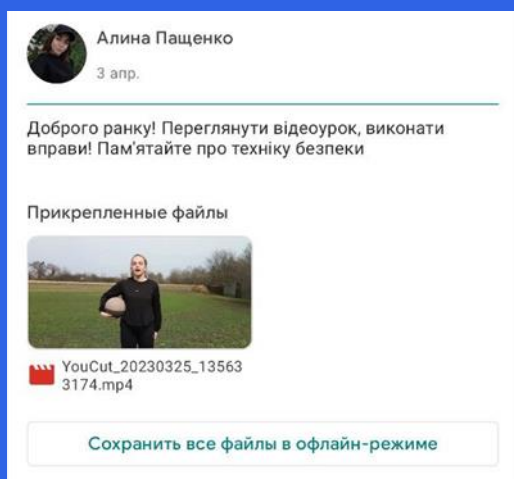 Алина Пащенко
3 апр.
Доброго ранку! Переглянути відеоурок, виконати
вправи! Пам'ятайте про техніку безпеки
Прикрепленные файлы
YouCut_20230325_13563
3174.mp4
Сохранить все файлы в офлайн-режиме